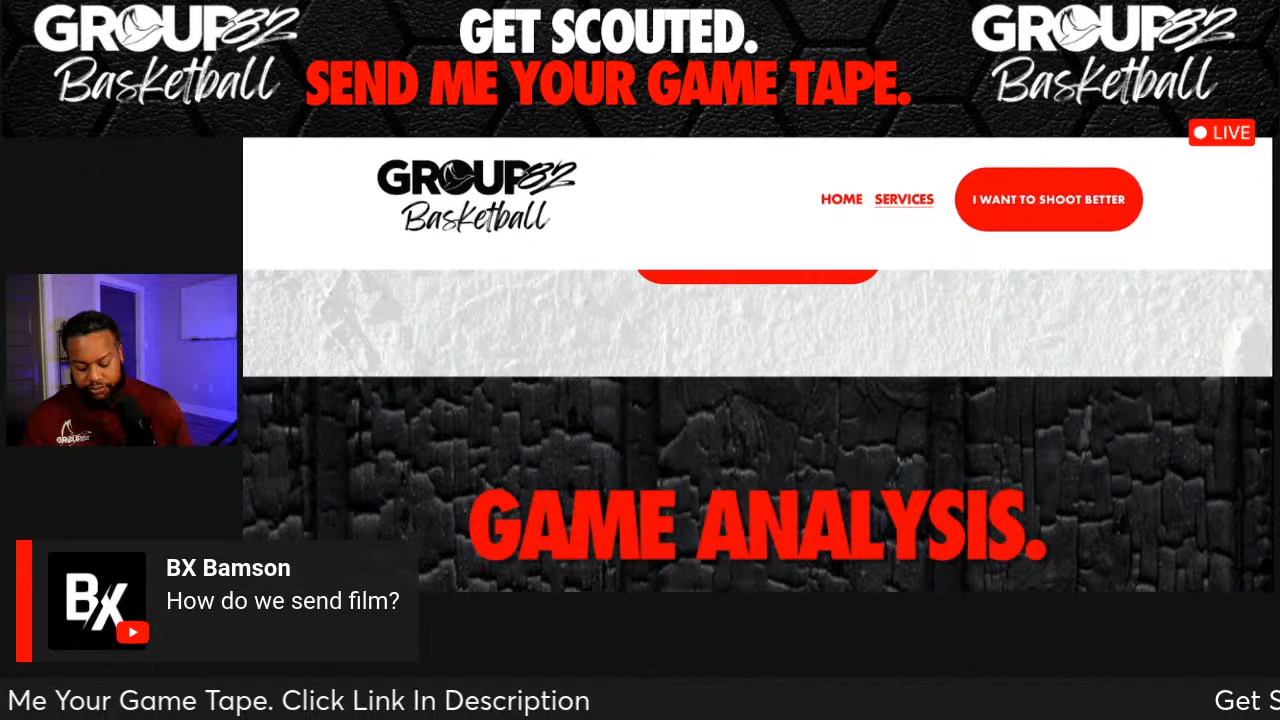 GROUP82
Basketball
GET SCOUTED.
SEND ME YOUR GAME TAPE.
GROUP82
Basketball
LIVE
GROUP82
Basketball
HOME SERVICES I WANT TO SHOOT BETTER
GROUP82
GAME ANALYSIS.
BX
BX Bamson
How do we send film?
Me Your Game Tape. Click Link In Description
Get S